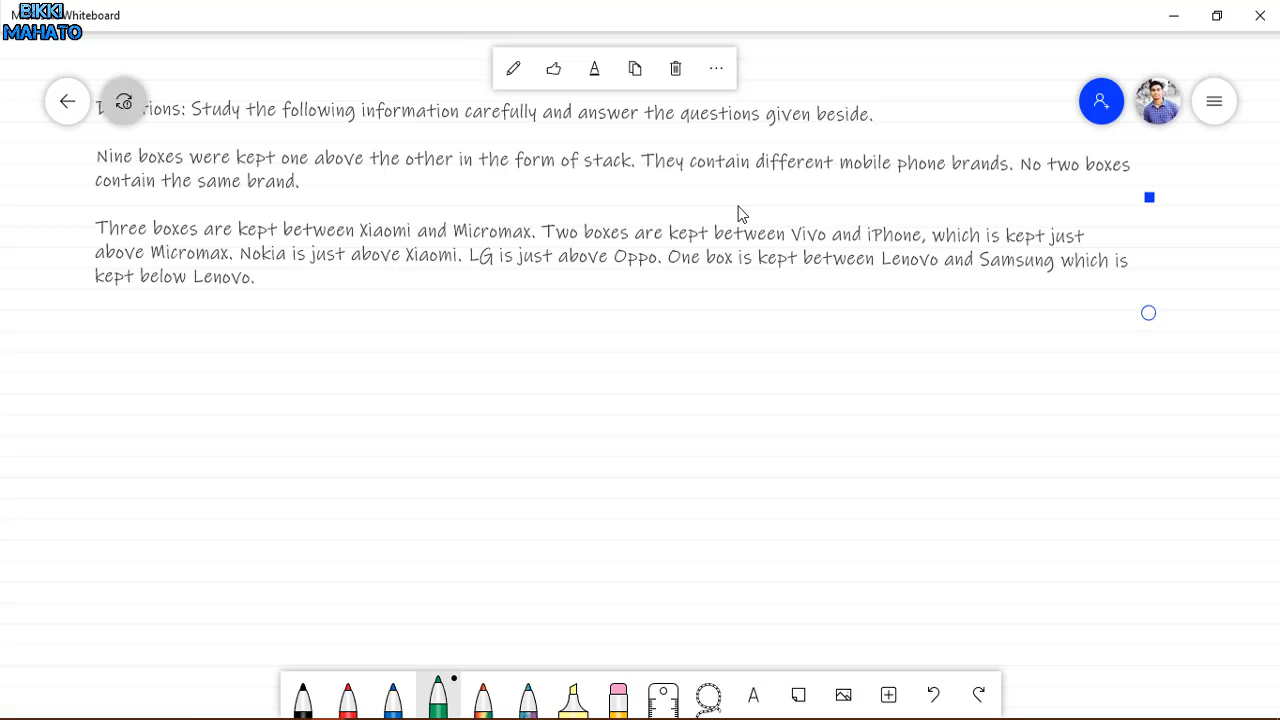 Whiteboard
BIKKI
MAHATO
Study the following information carefully and answer the questions given beside.
Nine boxes were kept one above the other in the form of stack. They contain different mobile phone brands. No two boxes
contain the same brand.
Three boxes are kept between Xiaomi and Micromax. Two boxes are kept between Vivo and iPhone, which is kept just
above Micromax. Nokia is just above Xiaomi. LG is just above Oppo. One box is kept between Lenovo and Samsung which is
kept below Lenovo.